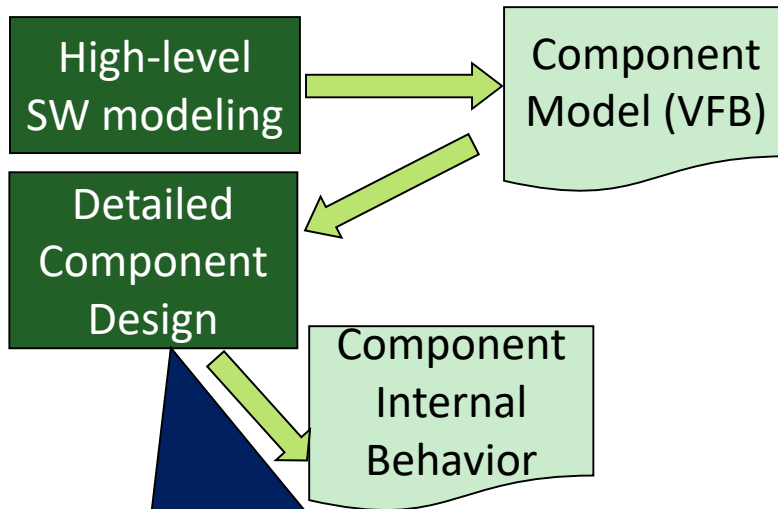 High-level
SW modeling
Component
Model (VFB)
Detailed
Component
Design
Component
Internal
Behavior